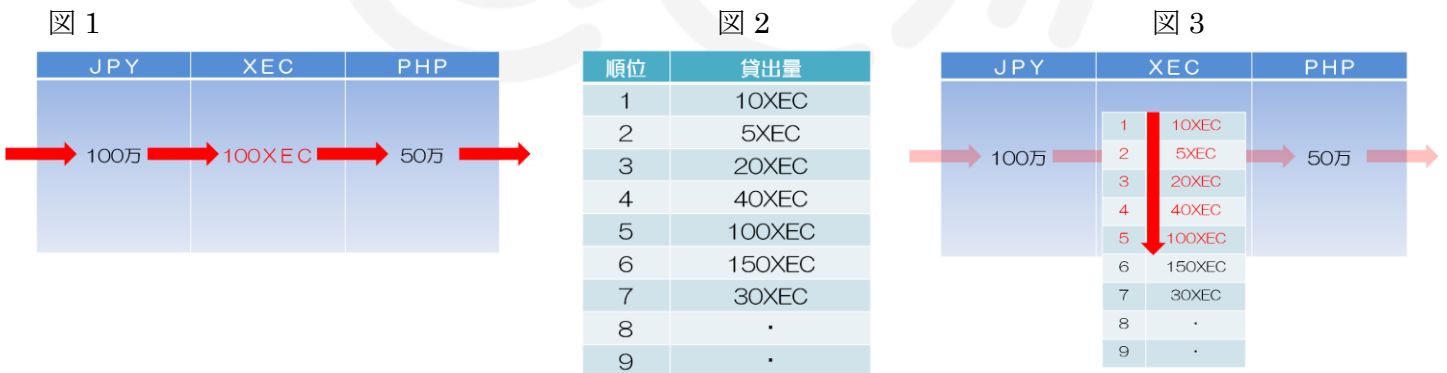 図 1
JPY XEC PHP
100万 100XEC 50万
図 2
順位 貸出量
1 10XEC
2 5XEC
3 20XEC
4 40XEC
5 100XEC
6 150XEC
7 30XEC
8 ・
9 ・
図 3
JPY XEC PHP
100万 50万
1 10XEC
2 5XEC
3 20XEC
4 40XEC
5 100XEC
6 150XEC
7 30XEC
8 ・
9 ・